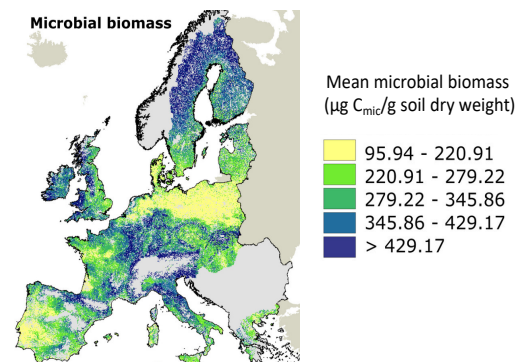 Microbial biomass
Mean microbial biomass
(µg Cmic/g soil dry weight)
95.94 - 220.91
220.91 - 279.22
279.22 - 345.86
345.86 - 429.17
> 429.17